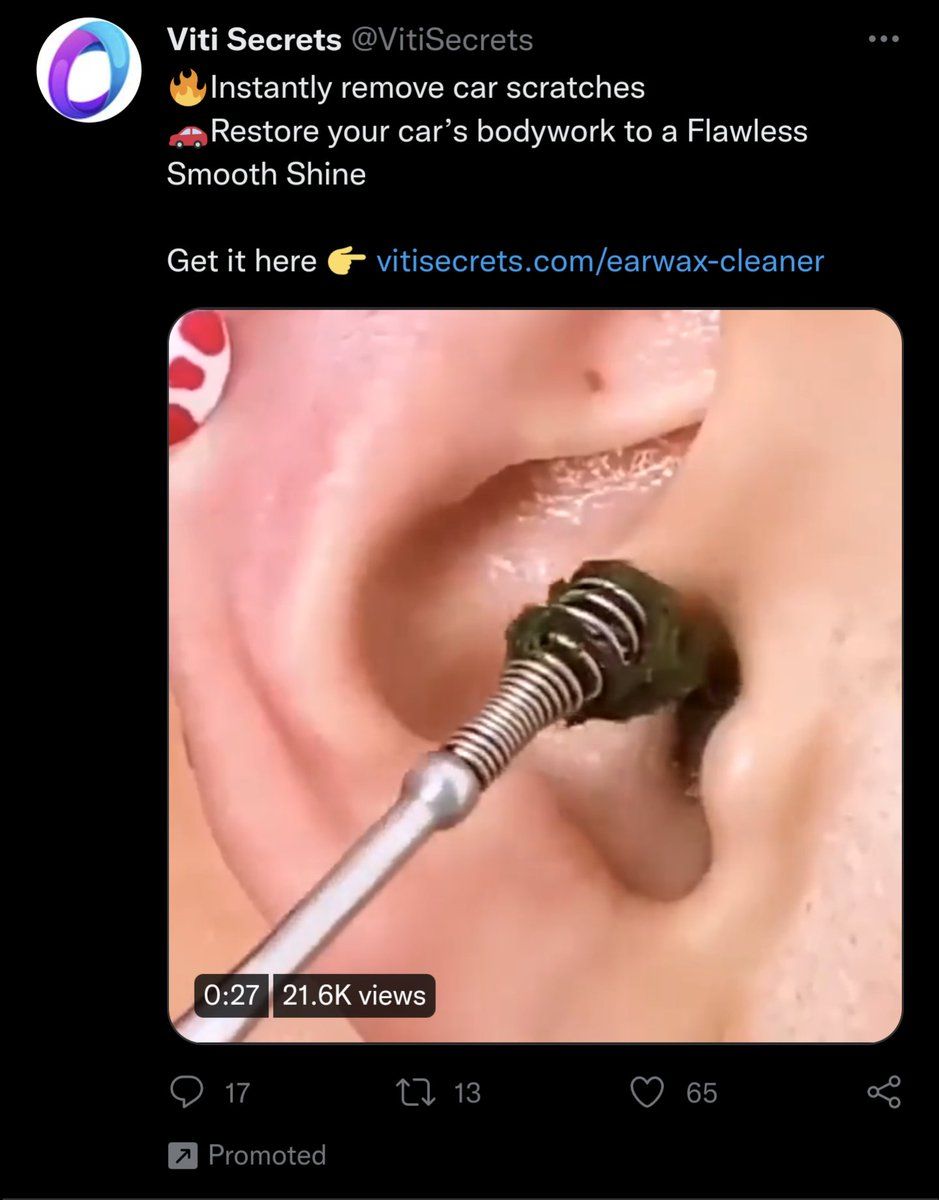 Viti Secrets @VitiSecrets
🔥Instantly remove car scratches
🚗Restore your car’s bodywork to a Flawless
Smooth Shine
Get it here 👉 vitisecrets.com/earwax-cleaner
0:27 21.6K views
17 13 65
Promoted